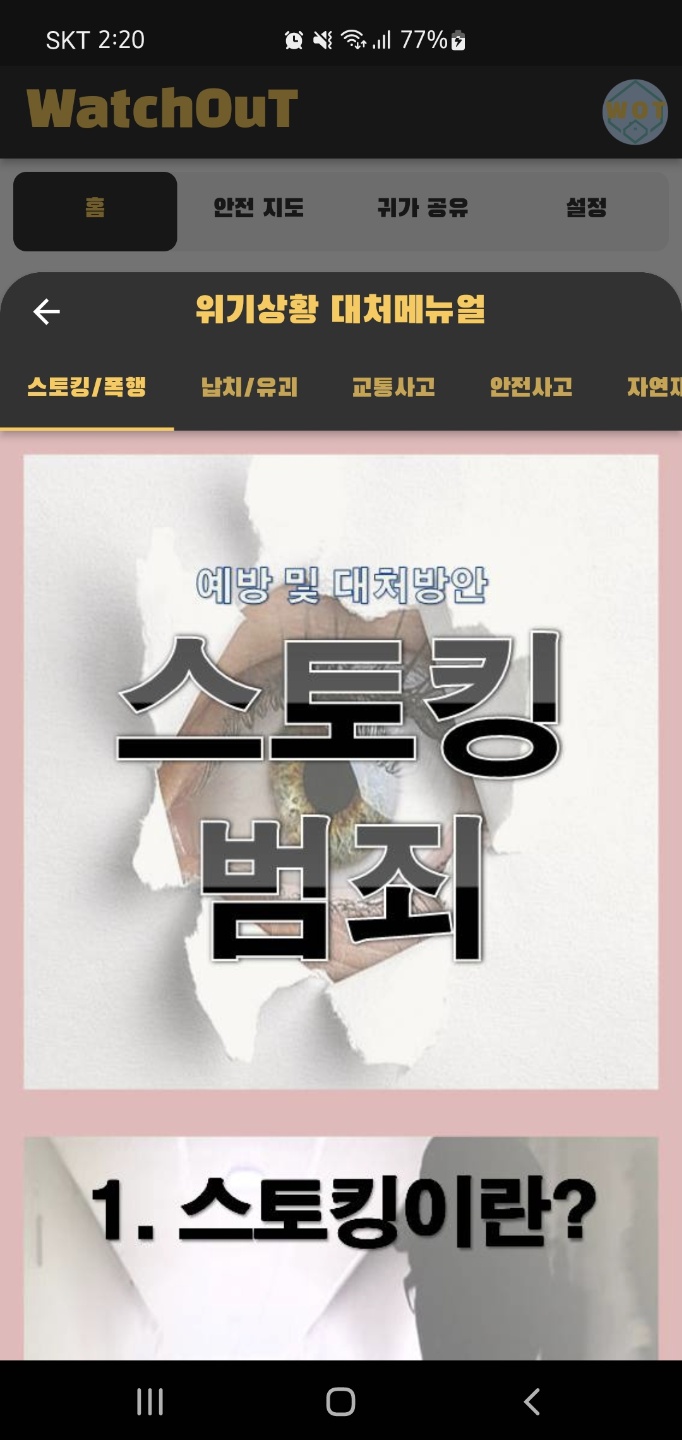 SKT 2:20 77%
WatchOuT
WOT
홈 안전 지도 귀가 공유 설정
위기상황 대처메뉴얼
스토킹/폭행 납치/유괴 교통사고 안전사고 자연재
예방 및 대처방안
스토킹
범죄
1. 스토킹이란?